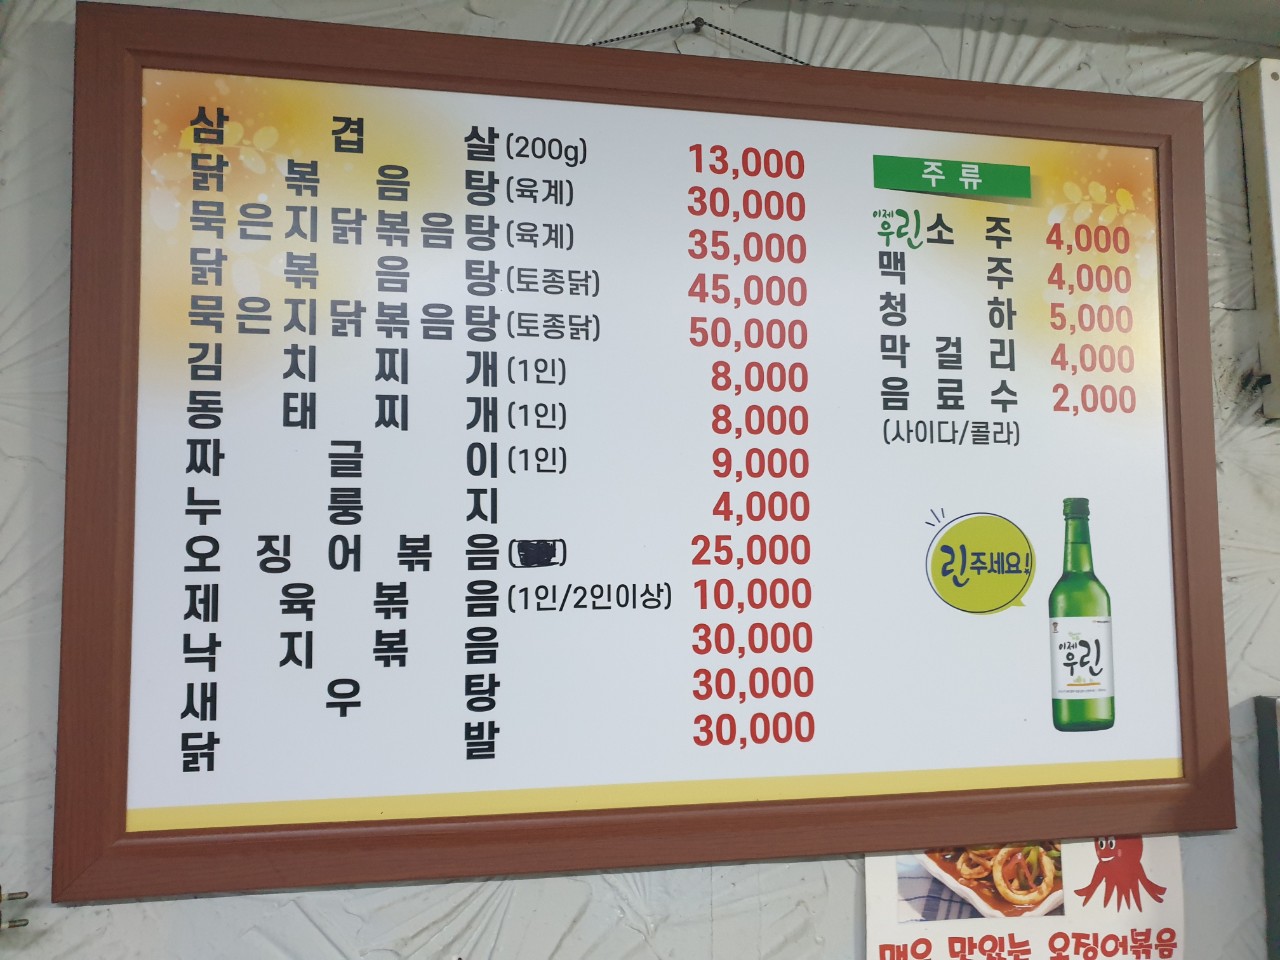 삼겹살(200g) 13,000
닭볶음탕(육계) 30,000
묵은지닭볶음탕(육계) 35,000
닭볶음탕(토종닭) 45,000
묵은지닭볶음탕(토종닭) 50,000
김치찌개(1인) 8,000
동태찌개(1인) 8,000
짜글이(1인) 9,000
누룽지 4,000
오징어볶음( ) 25,000
제육볶음(1인/2인이상) 10,000
낙지볶음 30,000
새우탕 30,000
닭발 30,000
주류
이제우린소주 4,000
맥주 4,000
청하 5,000
막걸리 4,000
음료수 2,000
(사이다/콜라)
린주세요!
이제
우린
매운 맛있는 오징어볶음